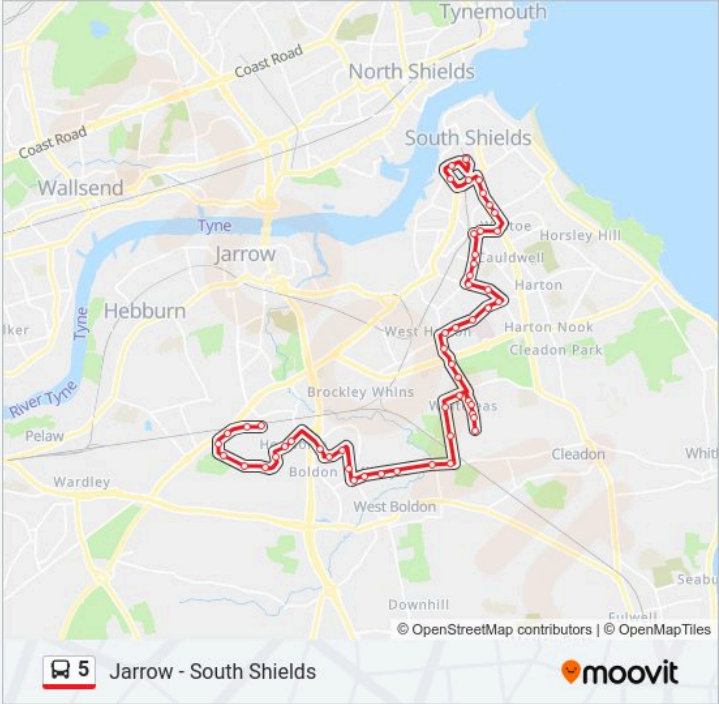 Tynemouth
Coast Road
North Shields
Coast Road
South Shields
Wallsend
Tyne
Horsley Hill
Jarrow
Cauldwell
Harton
Hebburn
Tyne
Harton Nook
Cleadon Park
Brockley Whins
River Tyne
Pelaw
Cleadon
Wardley
Boldon
West Boldon
Downhill
© OpenStreetMap contributors | © OpenMapTiles
5 Jarrow - South Shields
moovit